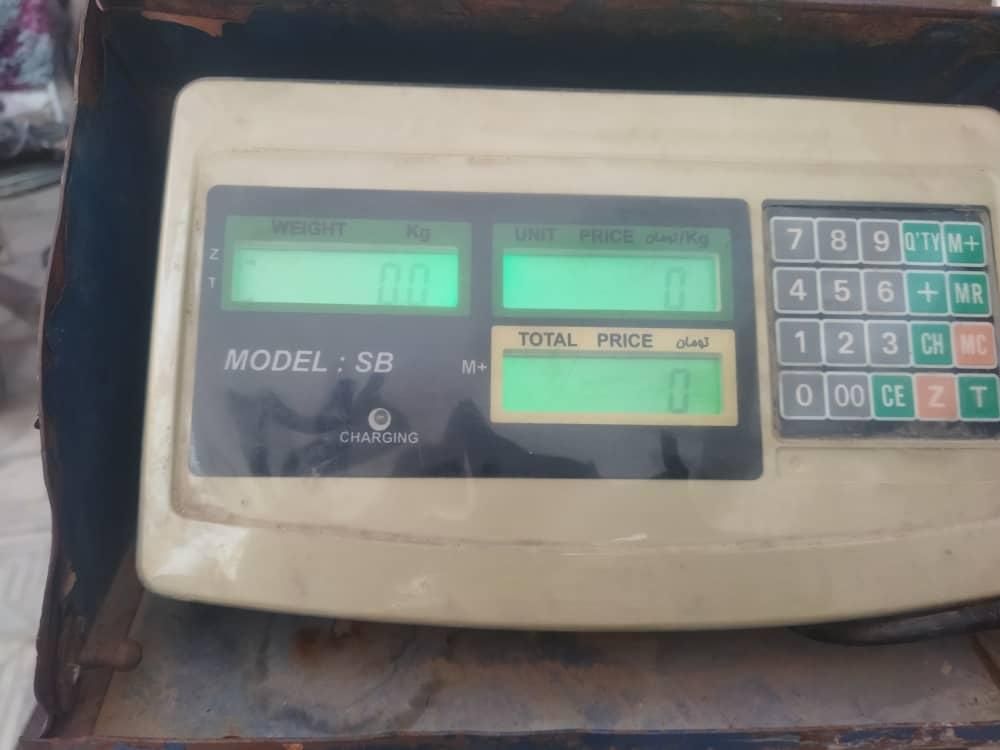 WEIGHT Kg
Z
T
0.0
UNIT PRICE تومان/Kg
0
MODEL : SB
TOTAL PRICE تومان
M+
0
CHARGING
7 8 9 Q'TY M+
4 5 6 + MR
1 2 3 CH MC
0 00 CE Z T